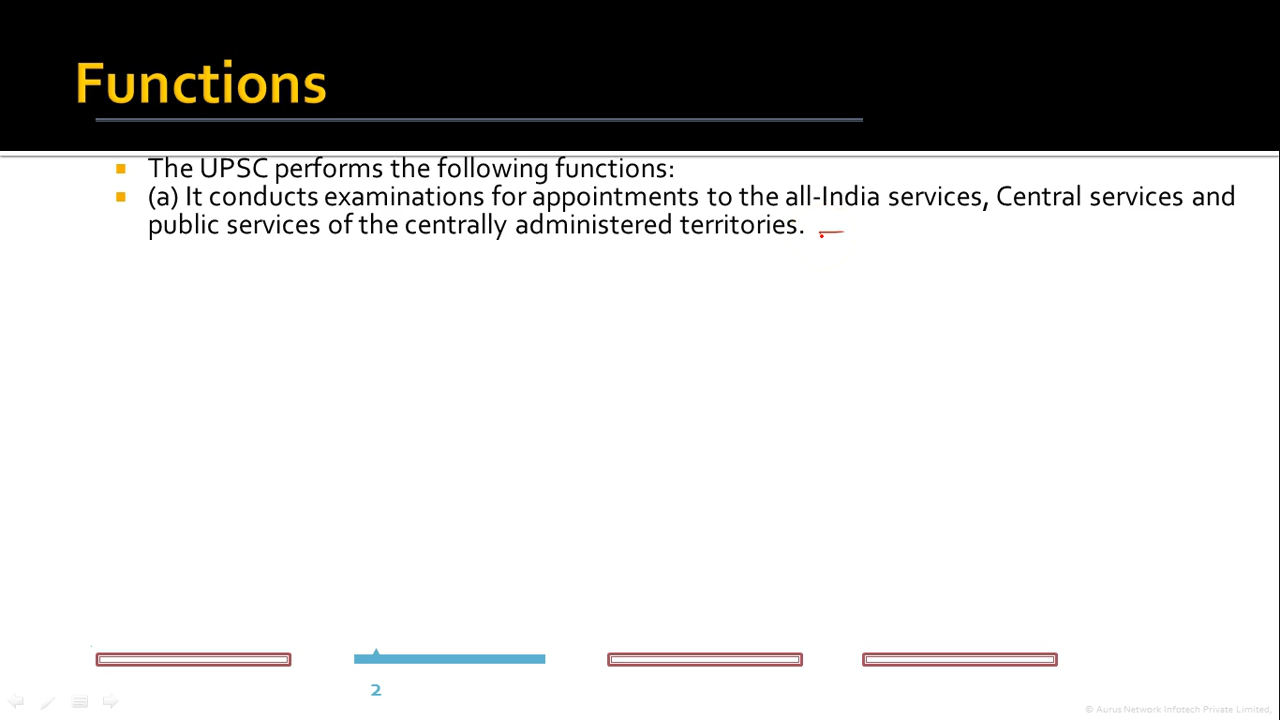 Functions
The UPSC performs the following functions:
(a) It conducts examinations for appointments to the all-India services, Central services and
public services of the centrally administered territories.
2
© Aurus Network Infotech Private Limited,